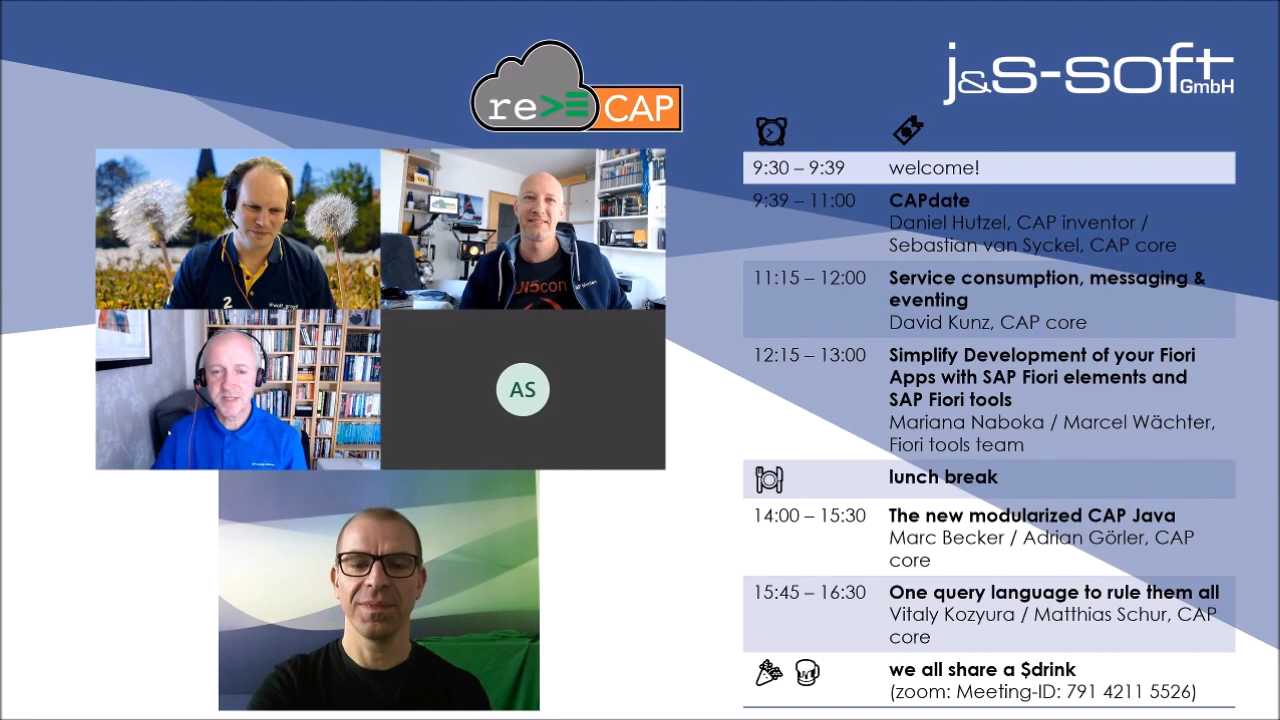 re>≡ CAP
j&s-soft
GmbH
9:30 – 9:39 welcome!
9:39 – 11:00 CAPdate
Daniel Hutzel, CAP inventor /
Sebastian van Syckel, CAP core
11:15 – 12:00 Service consumption, messaging &
eventing
David Kunz, CAP core
12:15 – 13:00 Simplify Development of your Fiori
Apps with SAP Fiori elements and
SAP Fiori tools
Mariana Naboka / Marcel Wächter,
Fiori tools team
lunch break
14:00 – 15:30 The new modularized CAP Java
Marc Becker / Adrian Görler, CAP
core
15:45 – 16:30 One query language to rule them all
Vitaly Kozyura / Matthias Schur, CAP
core
we all share a $drink
(zoom: Meeting-ID: 791 4211 5526)
2
UI5con
AS